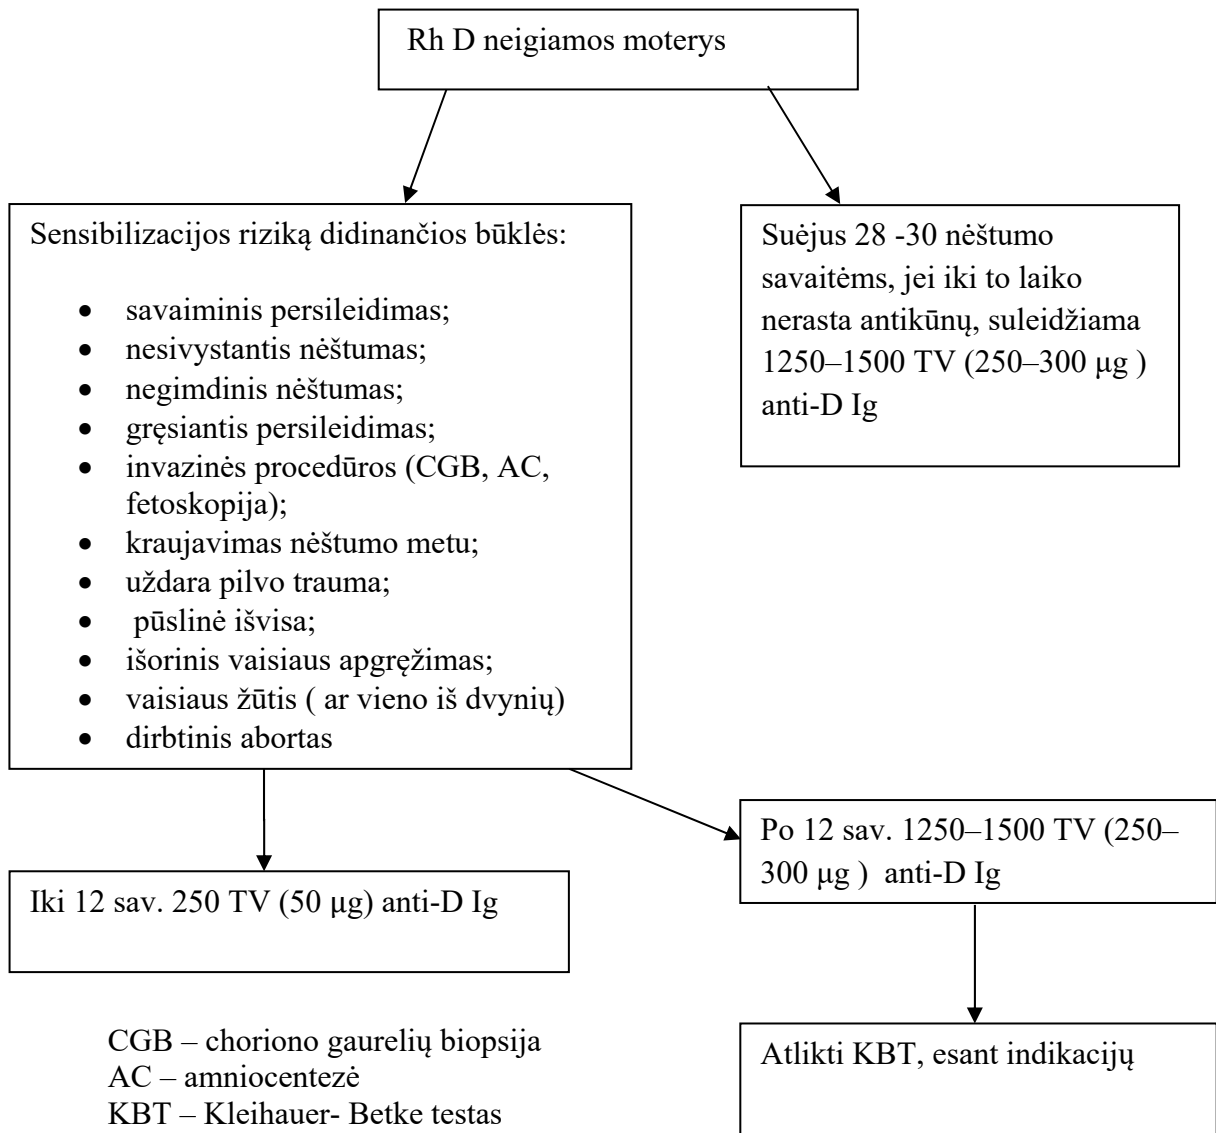 Rh D neigiamos moterys
Sensibilizacijos riziką didinančios būklės:
• savaiminis persileidimas;
• nesivystantis nėštumas;
• negimdinis nėštumas;
• gręsiantis persileidimas;
• invazinės procedūros (CGB, AC,
fetoskopija);
• kraujavimas nėštumo metu;
• uždara pilvo trauma;
• pūslinė išvisa;
• išorinis vaisiaus apgręžimas;
• vaisiaus žūtis ( ar vieno iš dvynių)
• dirbtinis abortas
Suėjus 28 -30 nėštumo
savaitėms, jei iki to laiko
nerasta antikūnų, suleidžiama
1250–1500 TV (250–300 μg )
anti-D Ig
Iki 12 sav. 250 TV (50 μg) anti-D Ig
Po 12 sav. 1250–1500 TV (250–
300 μg ) anti-D Ig
Atlikti KBT, esant indikacijų
CGB – choriono gaurelių biopsija
AC – amniocentezė
KBT – Kleihauer- Betke testas